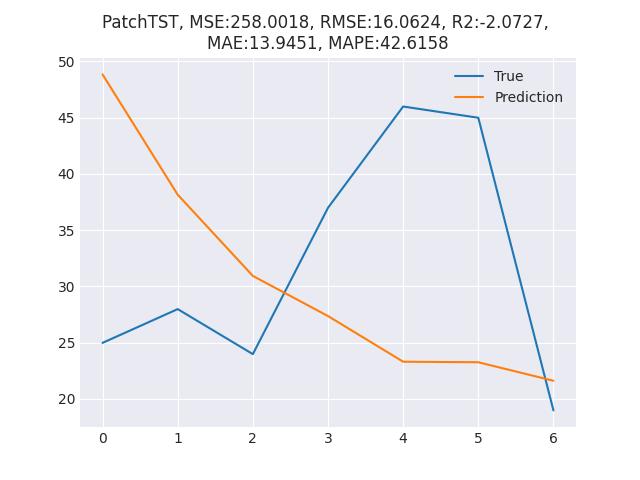 PatchTST, MSE:258.0018, RMSE:16.0624, R2:-2.0727,
MAE:13.9451, MAPE:42.6158
True
Prediction
50
45
40
35
30
25
20
0 1 2 3 4 5 6